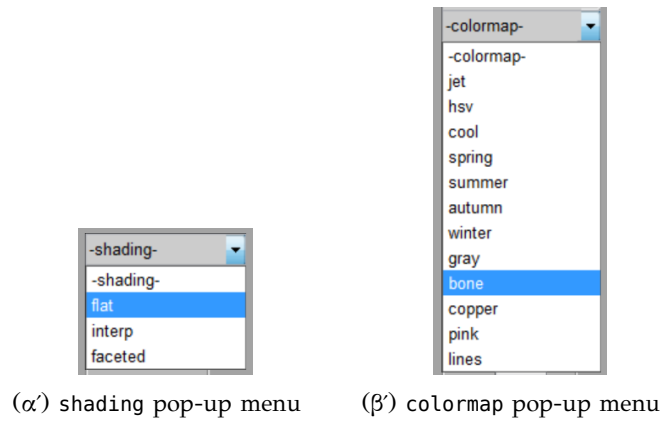 -shading-
-shading-
flat
interp
faceted
(α′) shading pop-up menu
-colormap-
-colormap-
jet
hsv
cool
spring
summer
autumn
winter
gray
bone
copper
pink
lines
(β′) colormap pop-up menu